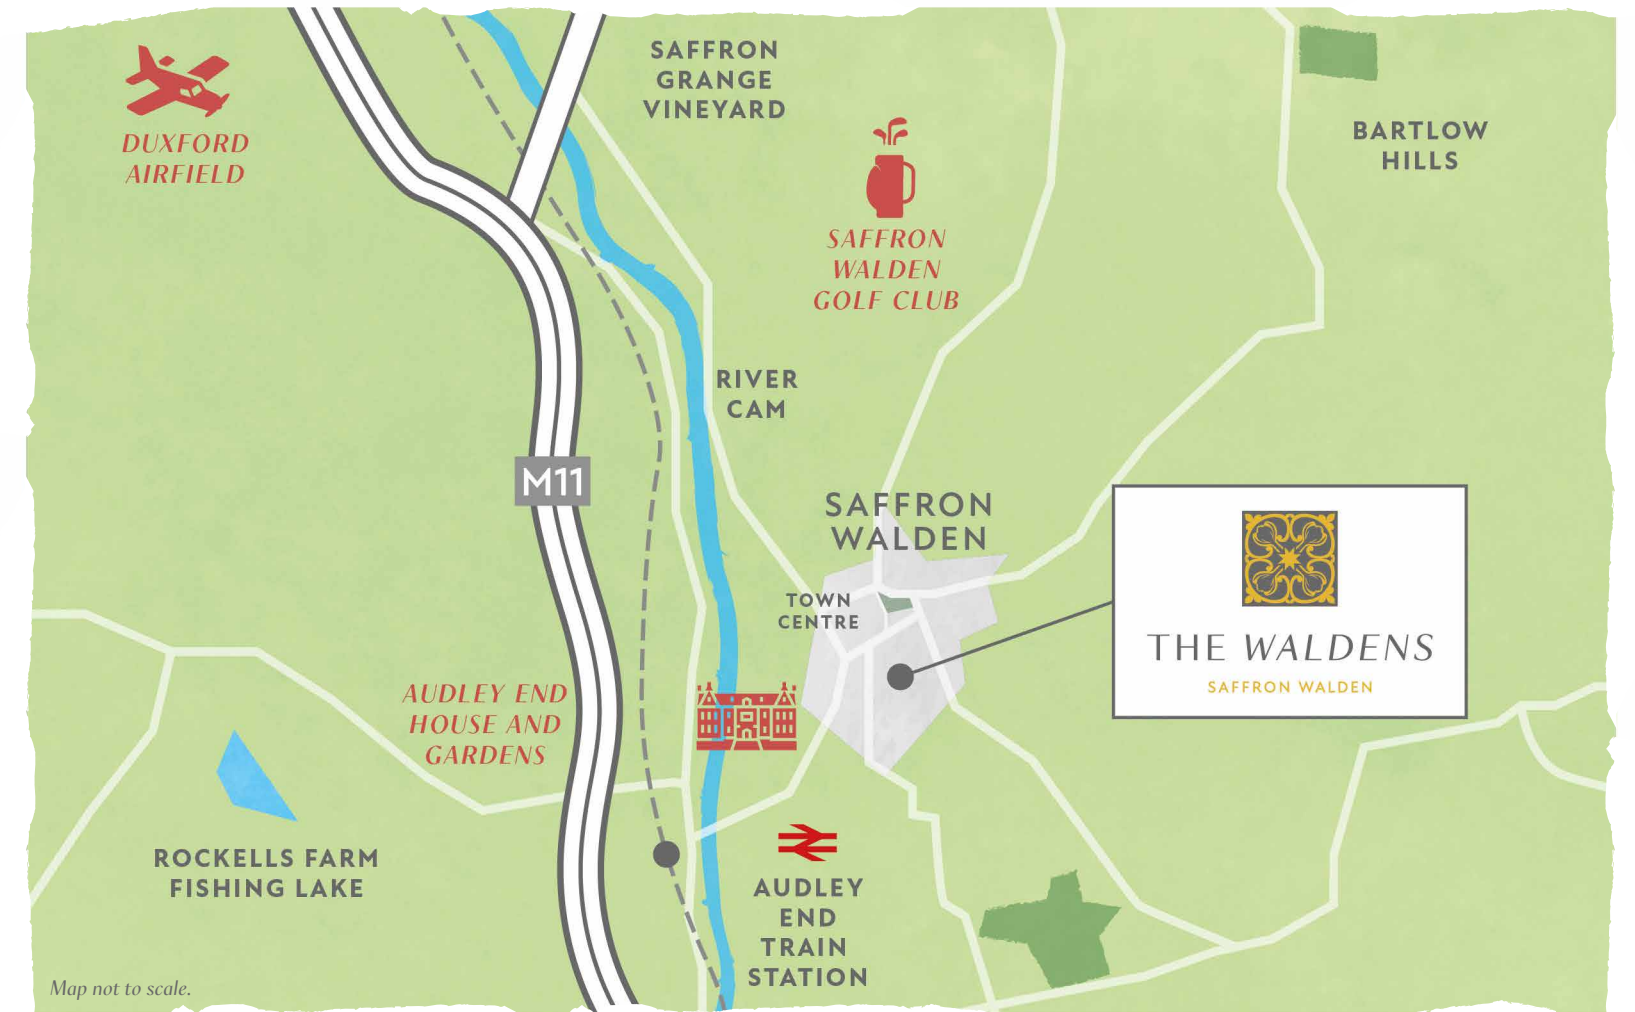 SAFFRON
GRANGE
VINEYARD
DUXFORD
AIRFIELD
BARTLOW
HILLS
SAFFRON
WALDEN
GOLF CLUB
RIVER
CAM
M11
SAFFRON
WALDEN
TOWN
CENTRE
THE WALDENS
SAFFRON WALDEN
AUDLEY END
HOUSE AND
GARDENS
ROCKELLS FARM
FISHING LAKE
AUDLEY
END
TRAIN
STATION
Map not to scale.